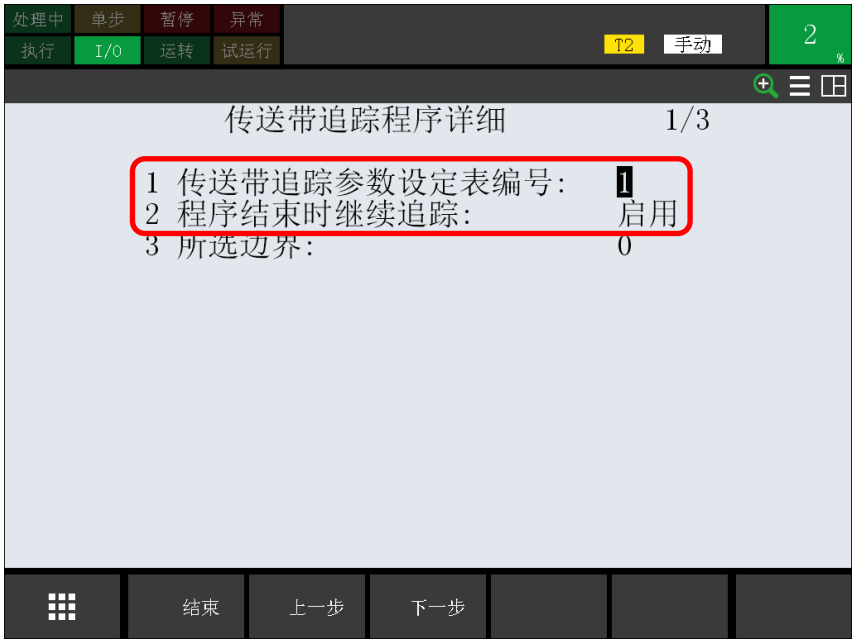 处理中 单步 暂停 异常
执行 I/O 运转 试运行
T2 手动
2 %
传送带追踪程序详细 1/3
1 传送带追踪参数设定表编号: 1
2 程序结束时继续追踪: 启用
3 所选边界: 0
结束 上一步 下一步